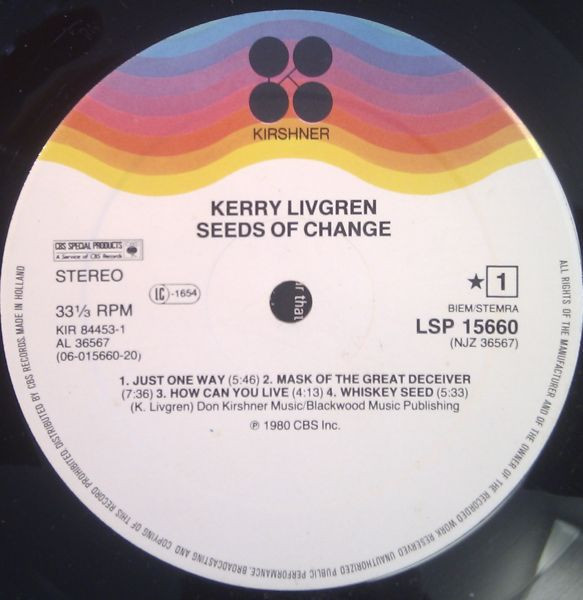 KIRSHNER
KERRY LIVGREN
SEEDS OF CHANGE
CBS SPECIAL PRODUCTS
A Service of CBS Records
STEREO
LC -1654
33⅓ RPM
KIR 84453-1
AL 36567
(06-015660-20)
★ 1
BIEM/STEMRA
LSP 15660
(NJZ 36567)
1. JUST ONE WAY (5:46) 2. MASK OF THE GREAT DECEIVER
(7:36) 3. HOW CAN YOU LIVE (4:13) 4. WHISKEY SEED (5:33)
(K. Livgren) Don Kirshner Music/Blackwood Music Publishing
℗ 1980 CBS Inc.
ALL RIGHTS OF THE MANUFACTURER AND OF THE OWNER OF THE RECORDED WORK RESERVED UNAUTHORIZED PUBLIC PERFORMANCE, BROADCASTING AND COPYING OF THIS RECORD PROHIBITED. DISTRIBUTED BY CBS RECORDS MADE IN HOLLAND